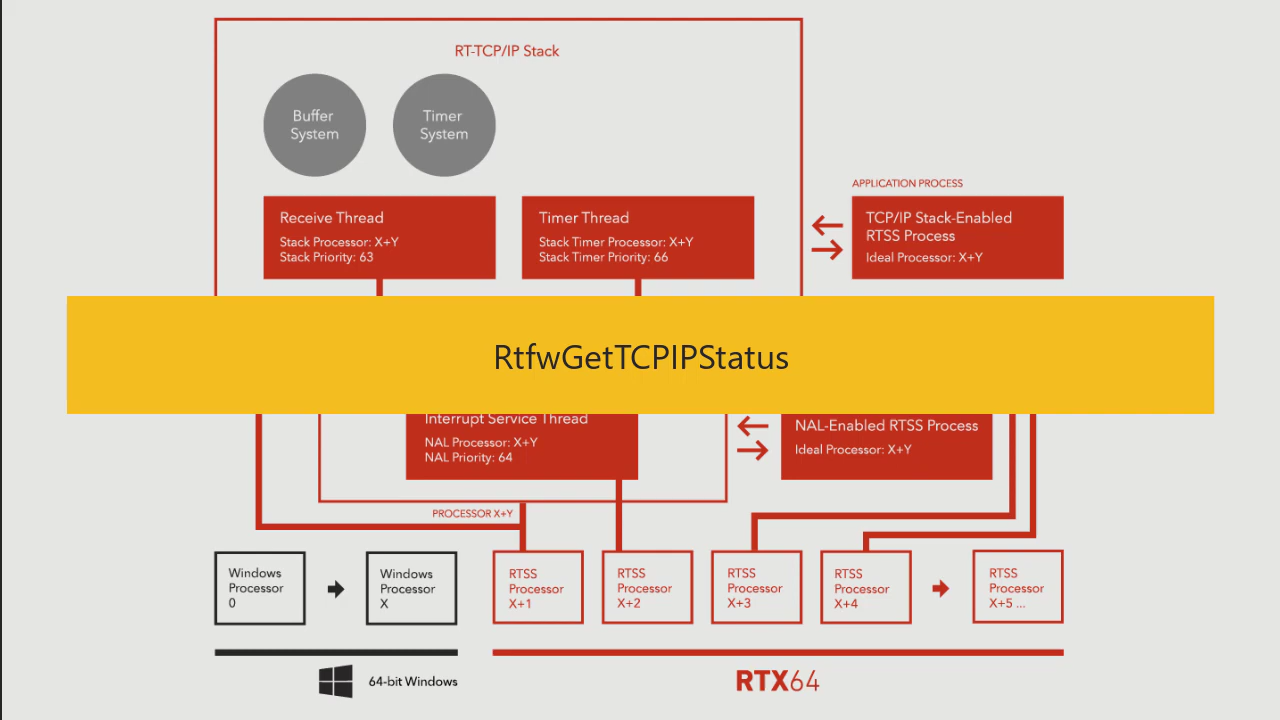 RT-TCP/IP Stack
Buffer
System
Timer
System
APPLICATION PROCESS
Receive Thread
Stack Processor: X+Y
Stack Priority: 63
Timer Thread
Stack Timer Processor: X+Y
Stack Timer Priority: 66
TCP/IP Stack-Enabled
RTSS Process
Ideal Processor: X+Y
RtfwGetTCPIPStatus
Interrupt Service Thread
NAL Processor: X+Y
NAL Priority: 64
NAL-Enabled RTSS Process
Ideal Processor: X+Y
PROCESSOR X+Y
Windows
Processor
0
Windows
Processor
X
RTSS
Processor
X+1
RTSS
Processor
X+2
RTSS
Processor
X+3
RTSS
Processor
X+4
RTSS
Processor
X+5 ...
64-bit Windows
RTX64